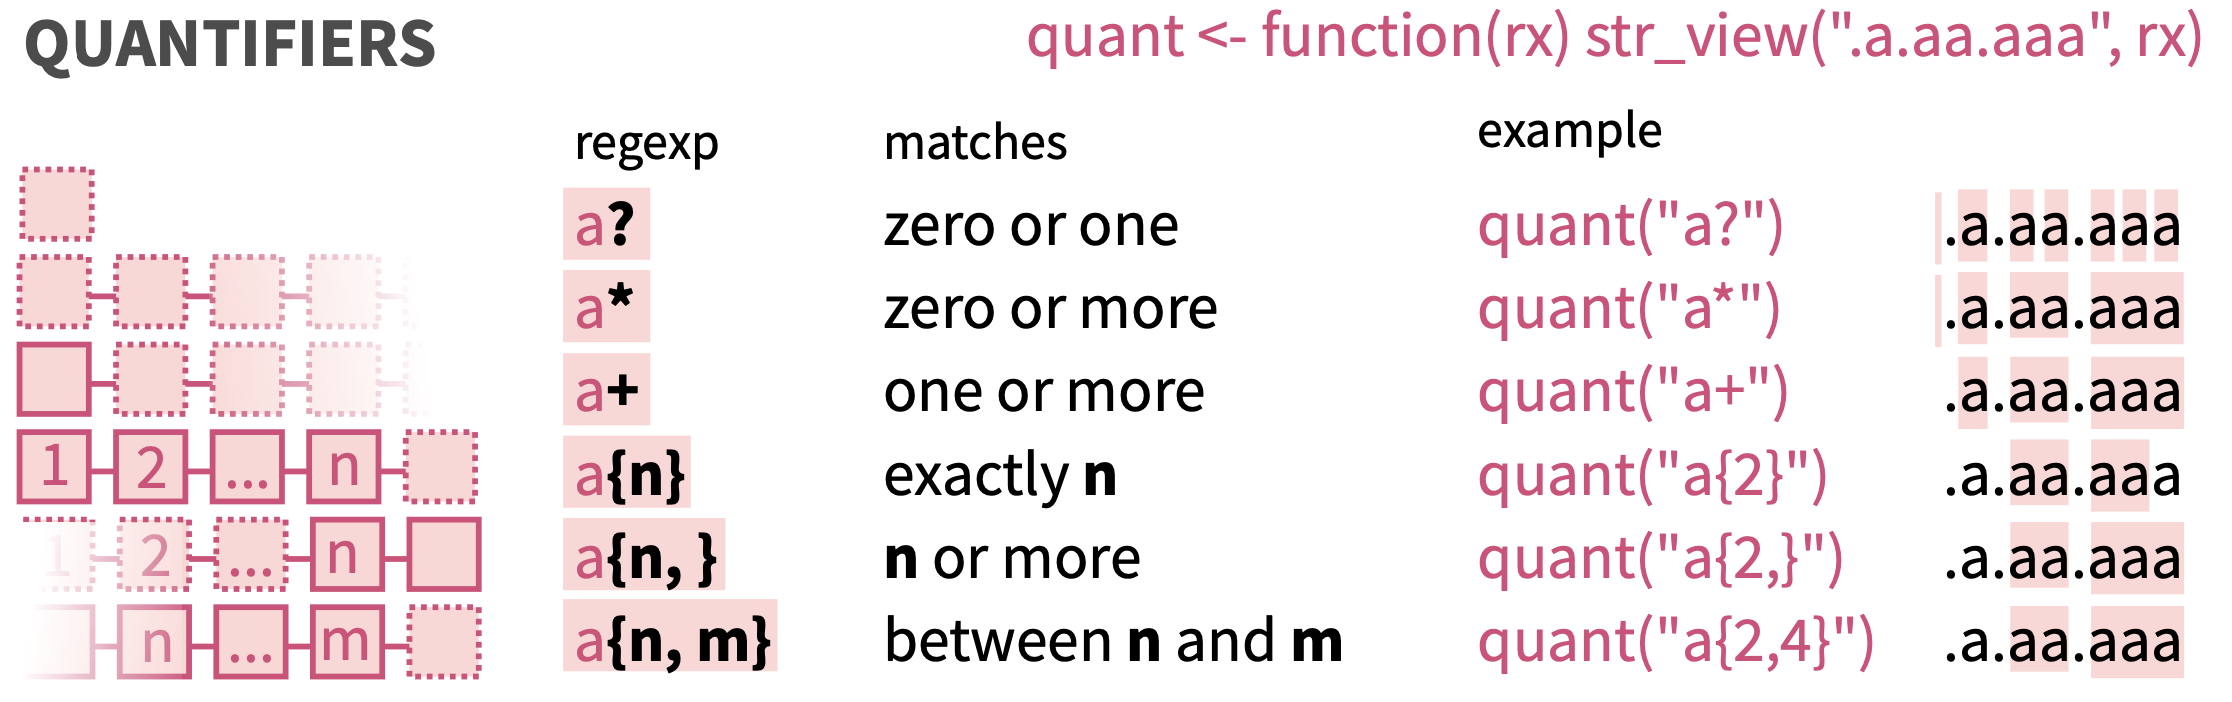 QUANTIFIERS quant <- function(rx) str_view(".a.aa.aaa", rx)
regexp matches example
a? zero or one quant("a?") .a.aa.aaa
a* zero or more quant("a*") .a.aa.aaa
a+ one or more quant("a+") .a.aa.aaa
1 2 ... n a{n} exactly n quant("a{2}") .a.aa.aaa
1 2 ... n a{n, } n or more quant("a{2,}") .a.aa.aaa
n ... m a{n, m} between n and m quant("a{2,4}") .a.aa.aaa